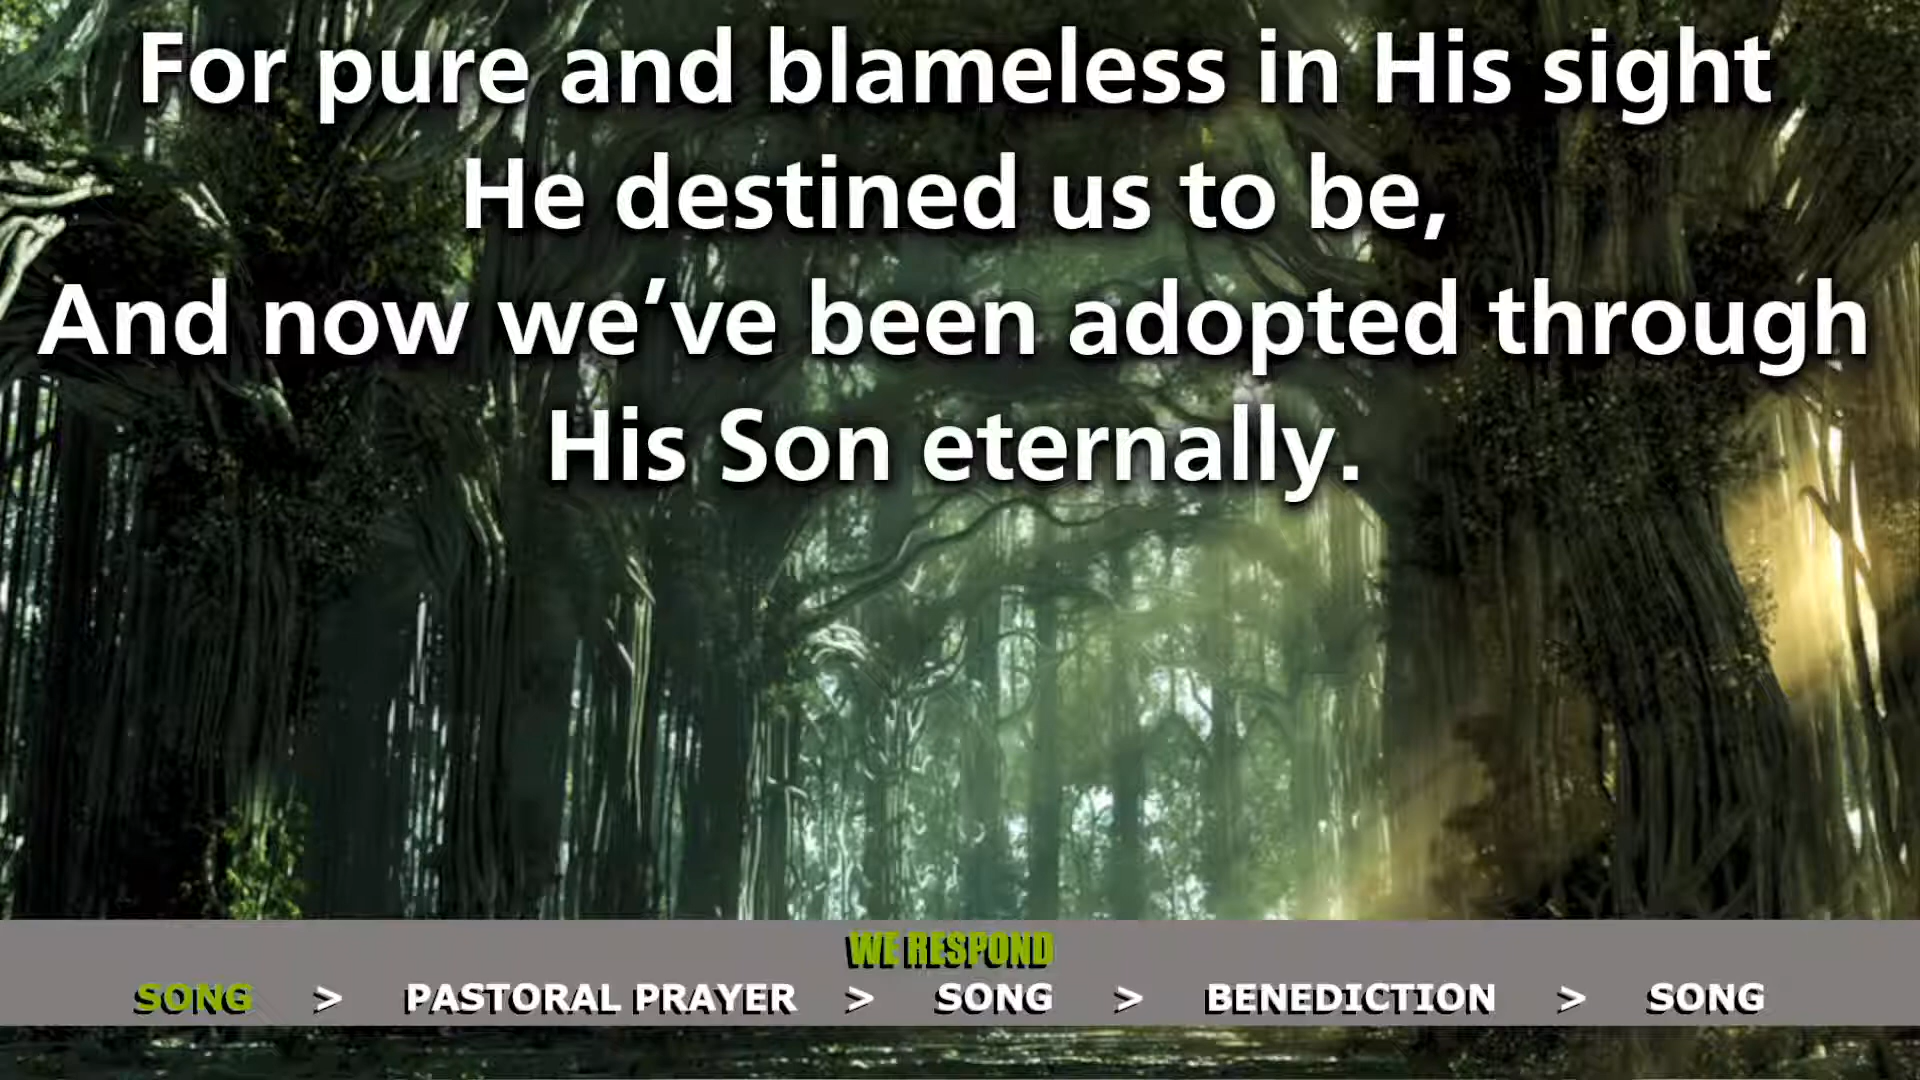 For pure and blameless in His sight
He destined us to be,
And now we’ve been adopted through
His Son eternally.
WE RESPOND
SONG > PASTORAL PRAYER > SONG > BENEDICTION > SONG